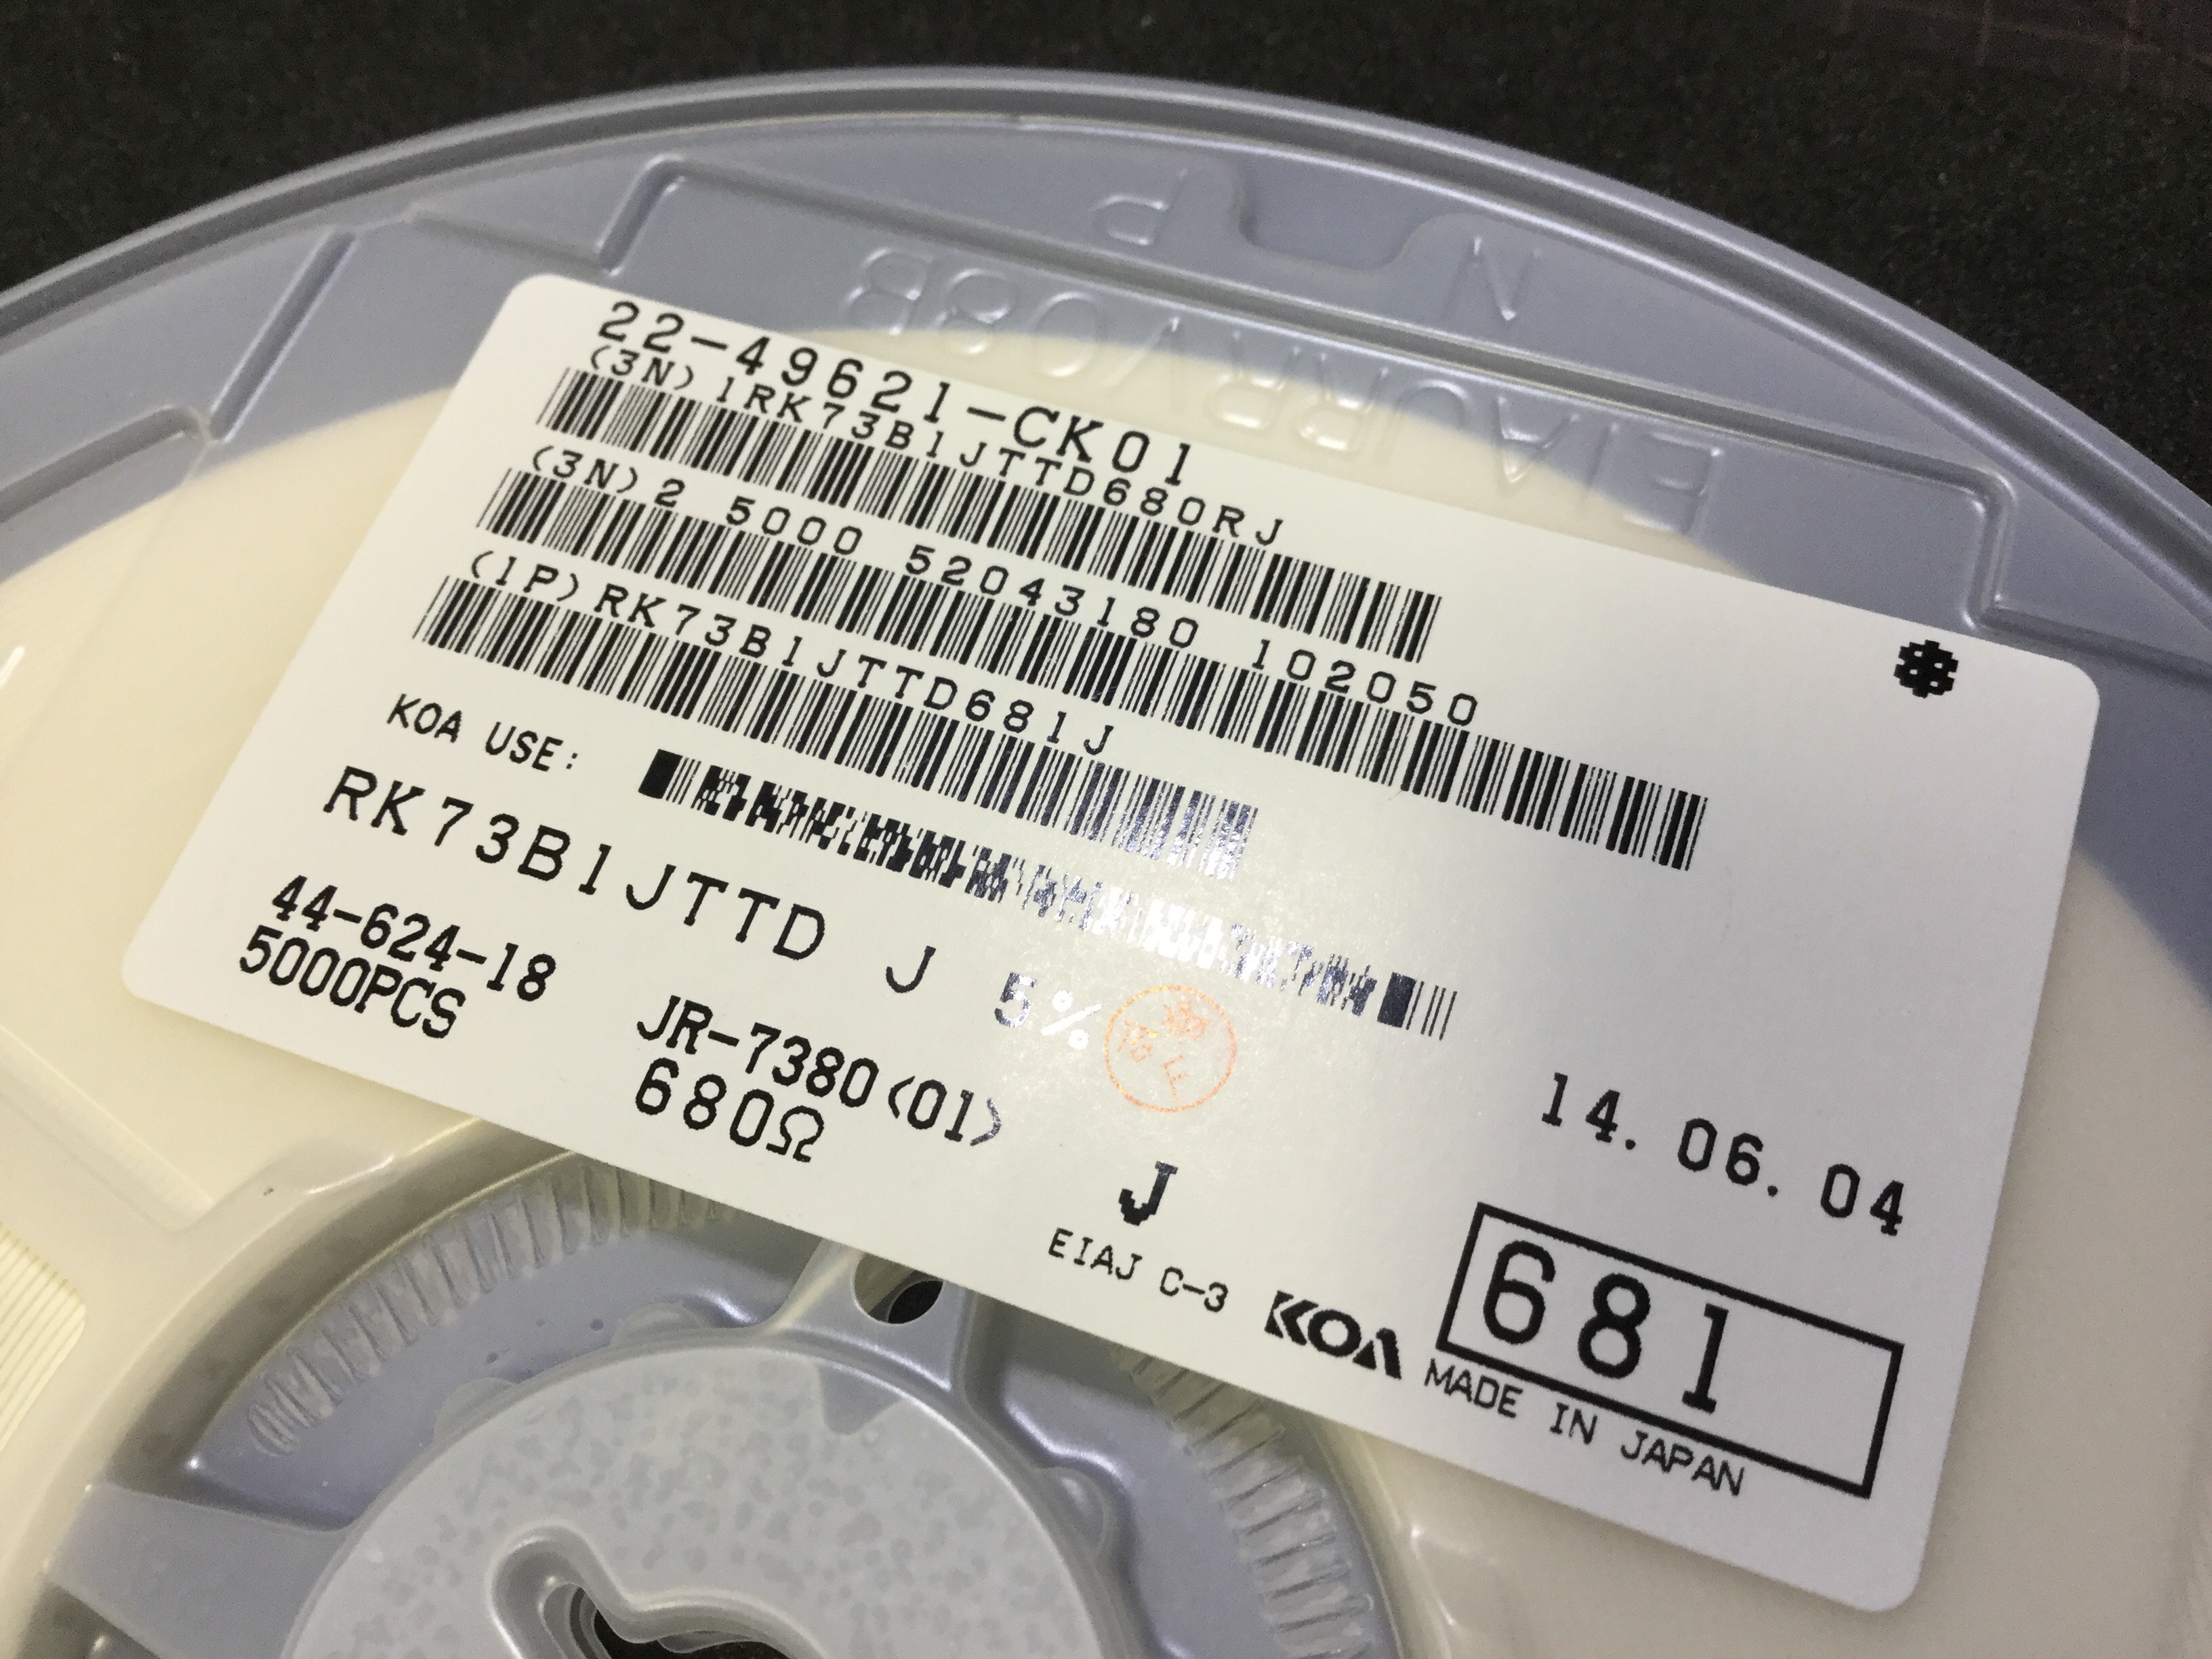 22-49621-CK01
(3N)1RK73B1JTTD680RJ
(3N)2 5000 52043180 102050
(1P)RK73B1JTTD681J
KOA USE:
RK73B1JTTD J 5%
44-624-18
5000PCS
JR-7380<01>
680Ω
J
EIAJ C-3
14.06.04
681
KOA
MADE IN JAPAN